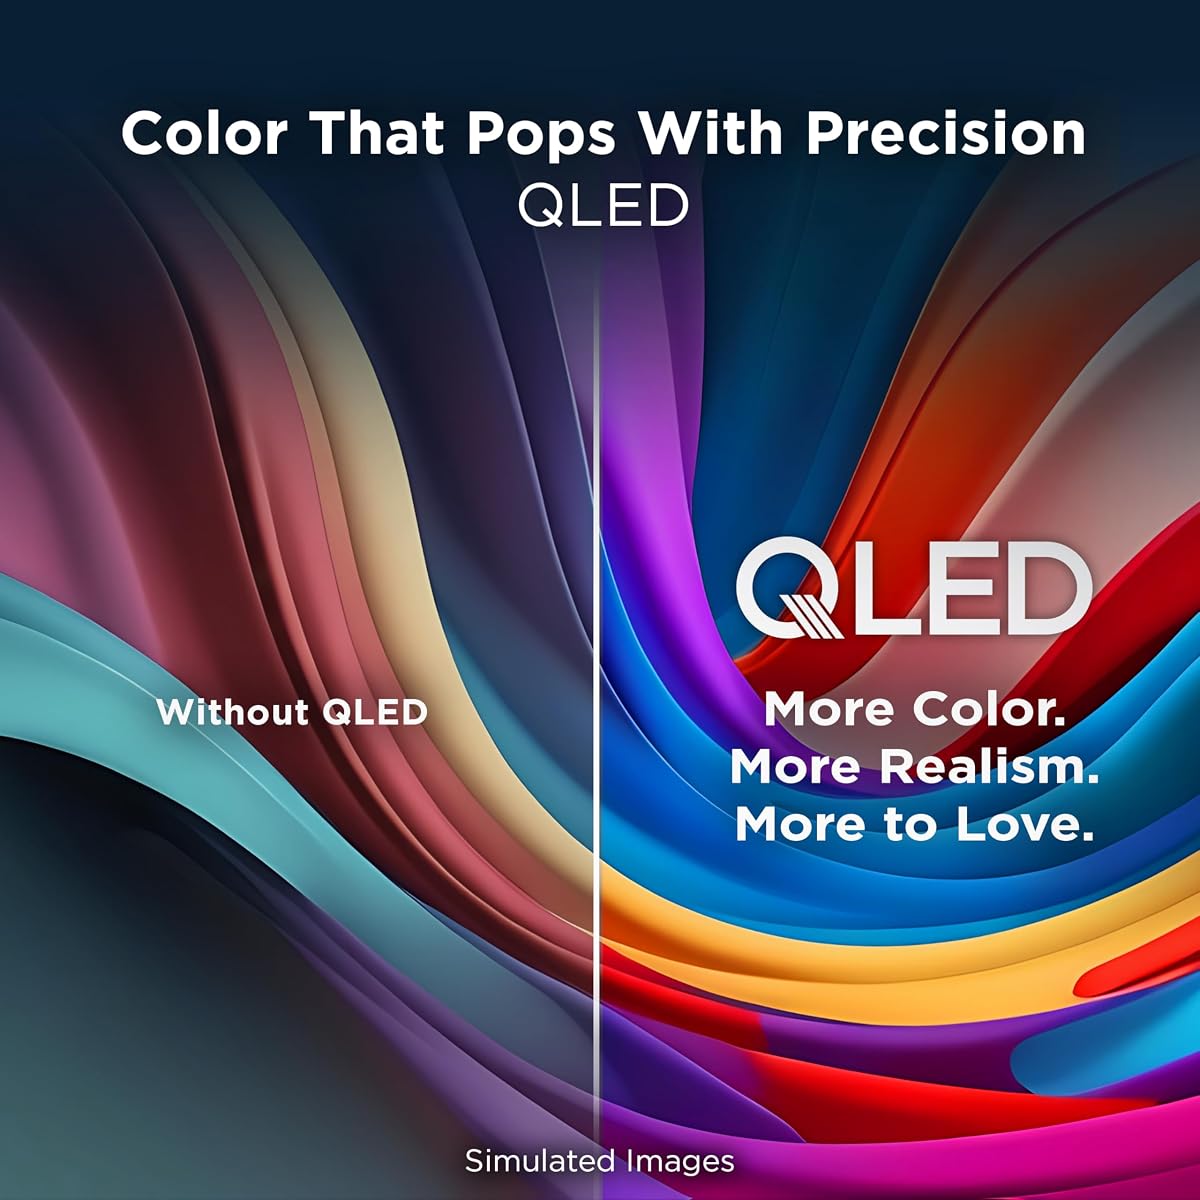 Color That Pops With Precision
QLED
Without QLED
QLED
More Color.
More Realism.
More to Love.
Simulated Images